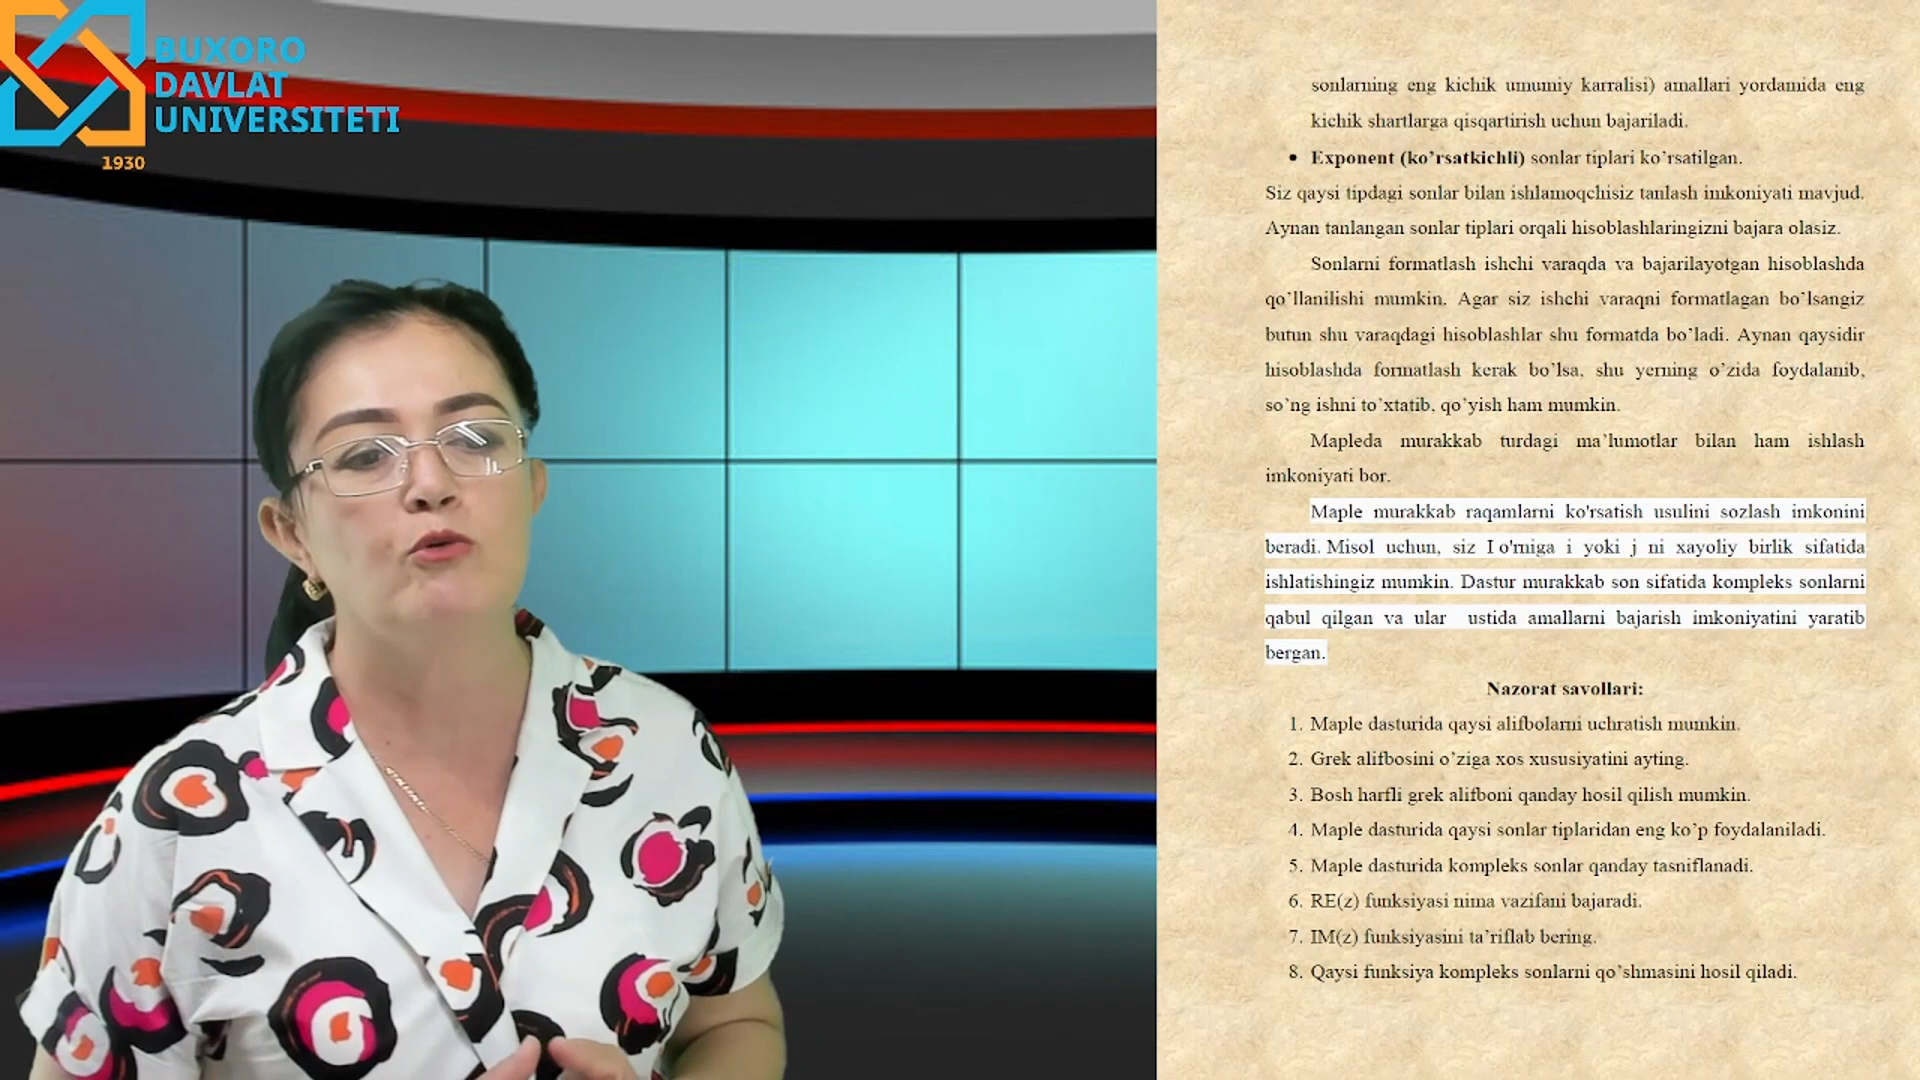 BUXORO
DAVLAT
UNIVERSITETI
1930
sonlarning eng kichik umumiy karralisi) amallari yordamida eng
kichik shartlarga qisqartirish uchun bajariladi.
• Exponent (ko’rsatkichli) sonlar tiplari ko’rsatilgan.
Siz qaysi tipdagi sonlar bilan ishlamoqchisiz tanlash imkoniyati mavjud.
Aynan tanlangan sonlar tiplari orqali hisoblashlaringizni bajara olasiz.
Sonlarni formatlash ishchi varaqda va bajarilayotgan hisoblashda
qo’llanilishi mumkin. Agar siz ishchi varaqni formatlagan bo’lsangiz
butun shu varaqdagi hisoblashlar shu formatda bo’ladi. Aynan qaysidir
hisoblashda formatlash kerak bo’lsa, shu yerning o’zida foydalanib,
so’ng ishni to’xtatib, qo’yish ham mumkin.
Mapleda murakkab turdagi ma’lumotlar bilan ham ishlash
imkoniyati bor.
Maple murakkab raqamlarni ko'rsatish usulini sozlash imkonini
beradi. Misol uchun, siz I o'rniga i yoki j ni xayoliy birlik sifatida
ishlatishingiz mumkin. Dastur murakkab son sifatida kompleks sonlarni
qabul qilgan va ular ustida amallarni bajarish imkoniyatini yaratib
bergan.
Nazorat savollari:
1. Maple dasturida qaysi alifbolarni uchratish mumkin.
2. Grek alifbosini o’ziga xos xususiyatini ayting.
3. Bosh harfli grek alifboni qanday hosil qilish mumkin.
4. Maple dasturida qaysi sonlar tiplaridan eng ko’p foydalaniladi.
5. Maple dasturida kompleks sonlar qanday tasniflanadi.
6. RE(z) funksiyasi nima vazifani bajaradi.
7. IM(z) funksiyasini ta’riflab bering.
8. Qaysi funksiya kompleks sonlarni qo’shmasini hosil qiladi.